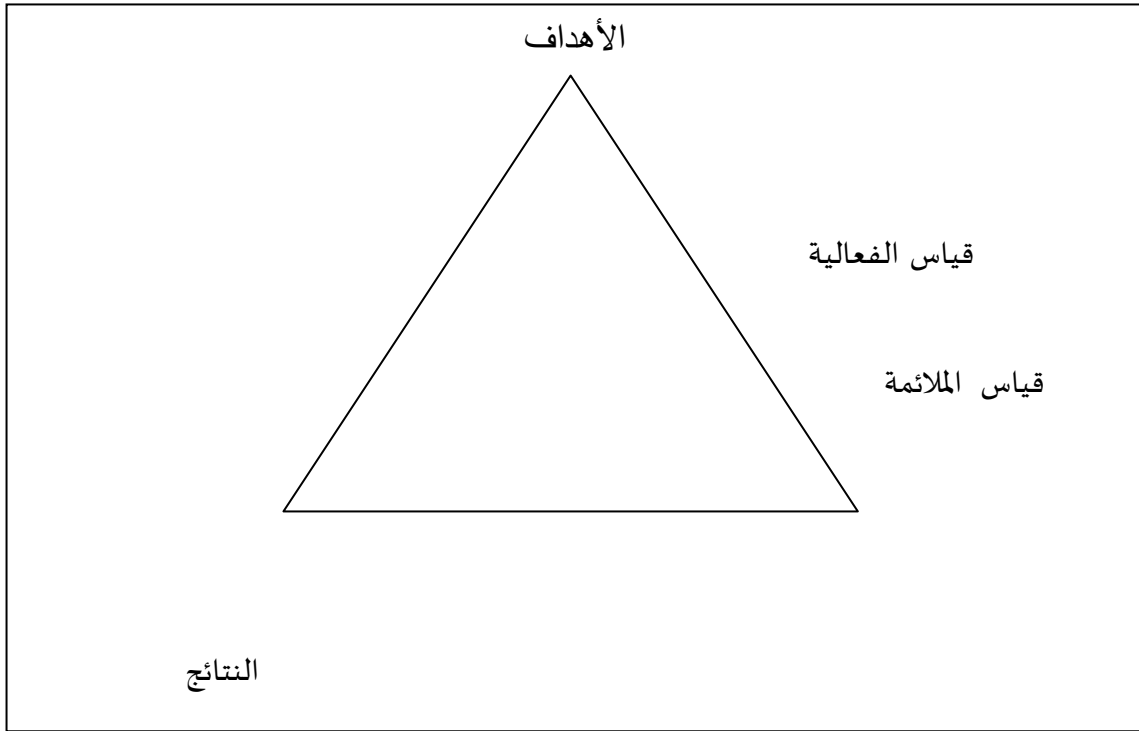 الأهداف
قياس الفعالية
قياس الملائمة
النتائج